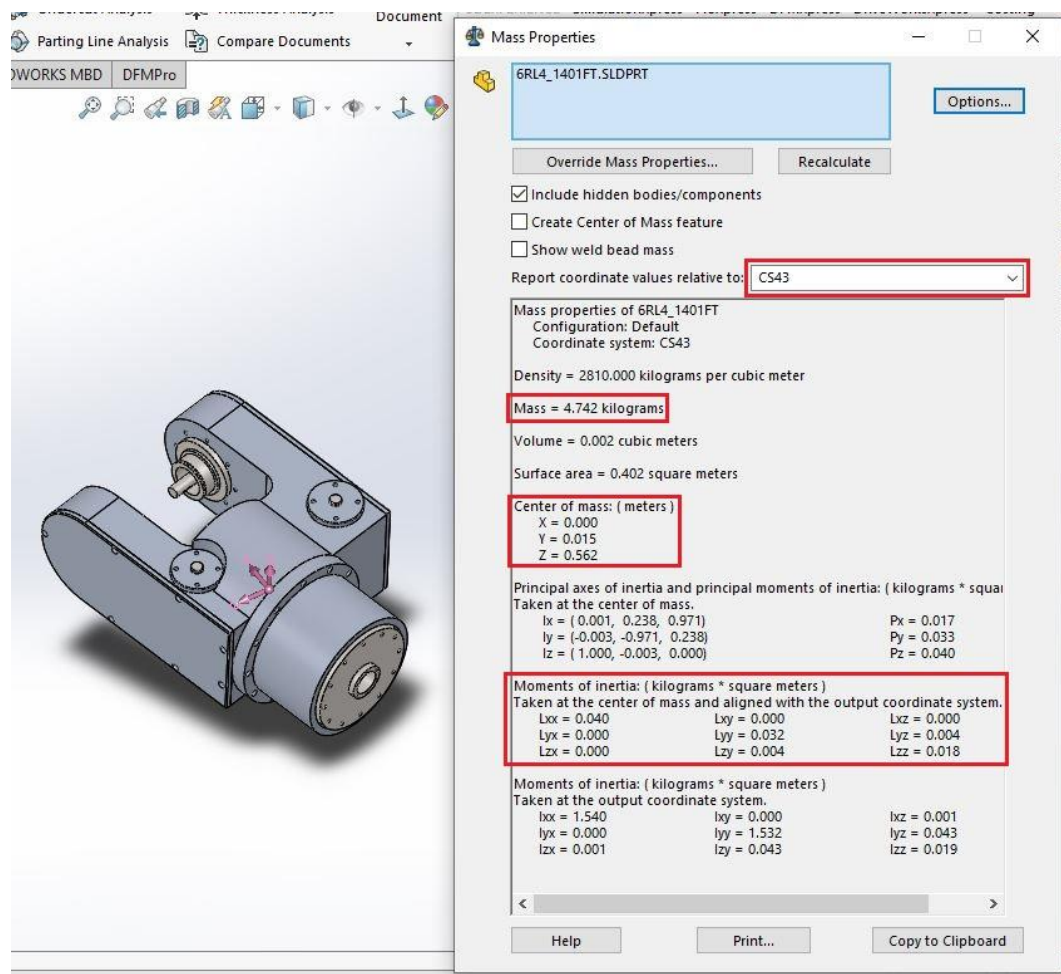 Document
Parting Line Analysis Compare Documents
DWORKS MBD DFMPro
Mass Properties
6RL4_1401FT.SLDPRT
Options...
Override Mass Properties... Recalculate
Include hidden bodies/components
Create Center of Mass feature
Show weld bead mass
Report coordinate values relative to: CS43
Mass properties of 6RL4_1401FT
Configuration: Default
Coordinate system: CS43
Density = 2810.000 kilograms per cubic meter
Mass = 4.742 kilograms
Volume = 0.002 cubic meters
Surface area = 0.402 square meters
Center of mass: ( meters )
X = 0.000
Y = 0.015
Z = 0.562
Principal axes of inertia and principal moments of inertia: ( kilograms * squar
Taken at the center of mass.
Ix = ( 0.001, 0.238, 0.971) Px = 0.017
Iy = (-0.003, -0.971, 0.238) Py = 0.033
Iz = ( 1.000, -0.003, 0.000) Pz = 0.040
Moments of inertia: ( kilograms * square meters )
Taken at the center of mass and aligned with the output coordinate system.
Lxx = 0.040 Lxy = 0.000 Lxz = 0.000
Lyx = 0.000 Lyy = 0.032 Lyz = 0.004
Lzx = 0.000 Lzy = 0.004 Lzz = 0.018
Moments of inertia: ( kilograms * square meters )
Taken at the output coordinate system.
Ixx = 1.540 Ixy = 0.000 Ixz = 0.001
Iyx = 0.000 Iyy = 1.532 Iyz = 0.043
Izx = 0.001 Izy = 0.043 Izz = 0.019
Help Print... Copy to Clipboard